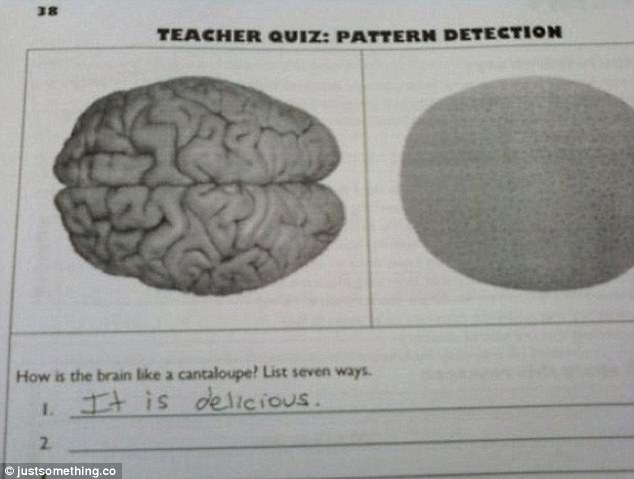 38
TEACHER QUIZ: PATTERN DETECTION
How is the brain like a cantaloupe? List seven ways.
1. It is delicious.
2.
© justsomething.co